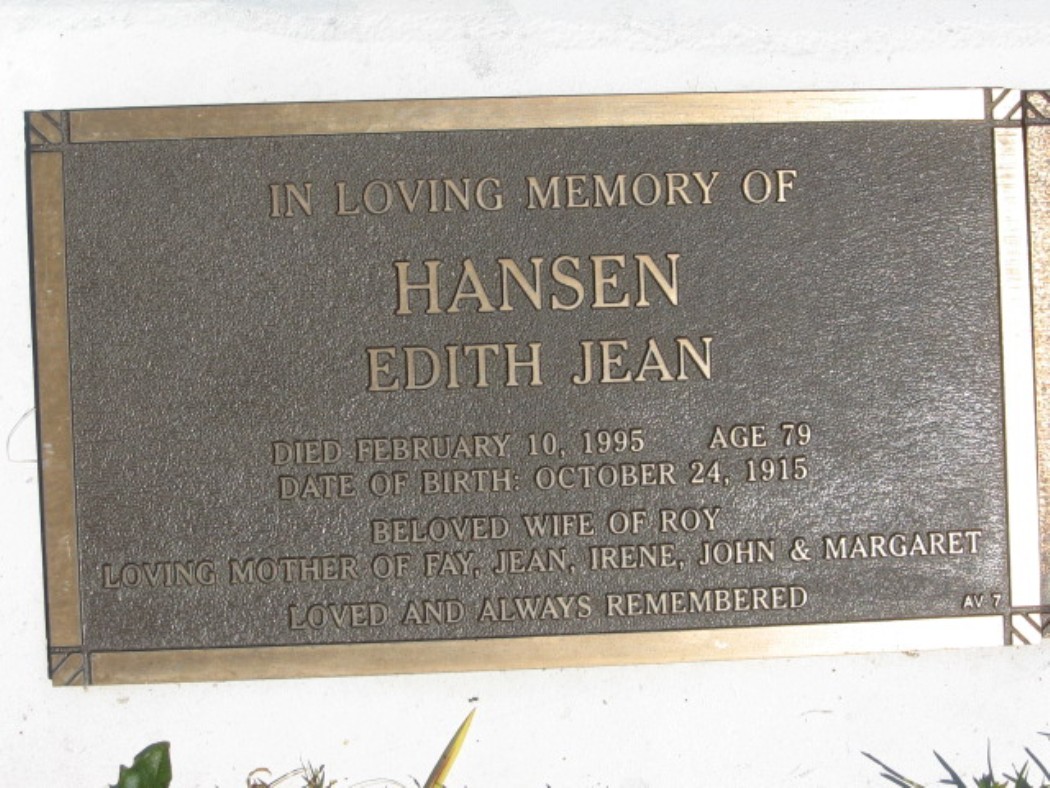 IN LOVING MEMORY OF
HANSEN
EDITH JEAN
DIED FEBRUARY 10, 1995 AGE 79
DATE OF BIRTH: OCTOBER 24, 1915
BELOVED WIFE OF ROY
LOVING MOTHER OF FAY, JEAN, IRENE, JOHN & MARGARET
LOVED AND ALWAYS REMEMBERED
AV 7